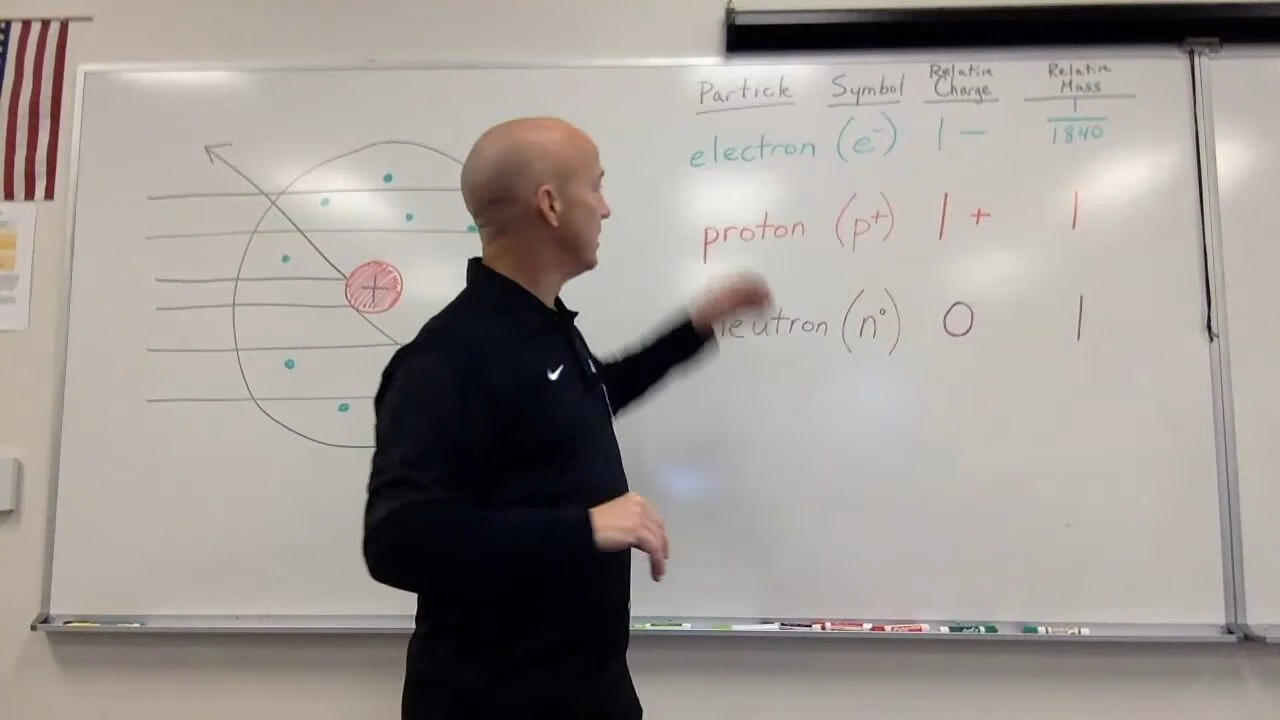 Particle Symbol Relative Charge Relative Mass
electron (e⁻) 1− 1/1840
proton (p⁺) 1+ 1
eutron (n°) 0 1
+